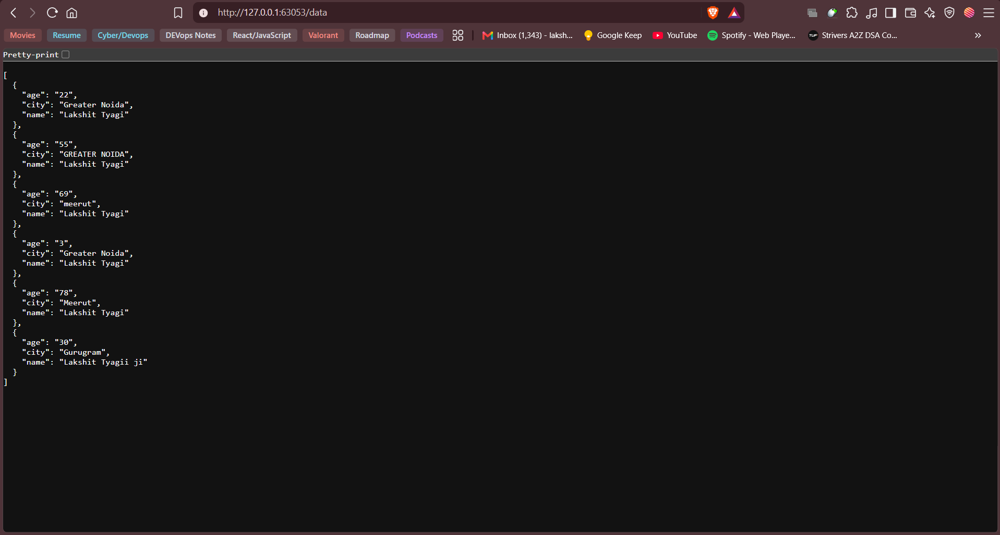 http://127.0.0.1:63053/data
Movies Resume Cyber/Devops DEVops Notes React/JavaScript Valorant Roadmap Podcasts Inbox (1,343) - laksh... Google Keep YouTube Spotify - Web Playe... TUF Strivers A2Z DSA Co... »
Pretty-print
[
  {
    "age": "22",
    "city": "Greater Noida",
    "name": "Lakshit Tyagi"
  },
  {
    "age": "55",
    "city": "GREATER NOIDA",
    "name": "Lakshit Tyagi"
  },
  {
    "age": "69",
    "city": "meerut",
    "name": "Lakshit Tyagi"
  },
  {
    "age": "3",
    "city": "Greater Noida",
    "name": "Lakshit Tyagi"
  },
  {
    "age": "78",
    "city": "Meerut",
    "name": "Lakshit Tyagi"
  },
  {
    "age": "30",
    "city": "Gurugram",
    "name": "Lakshit Tyagii ji"
  }
]